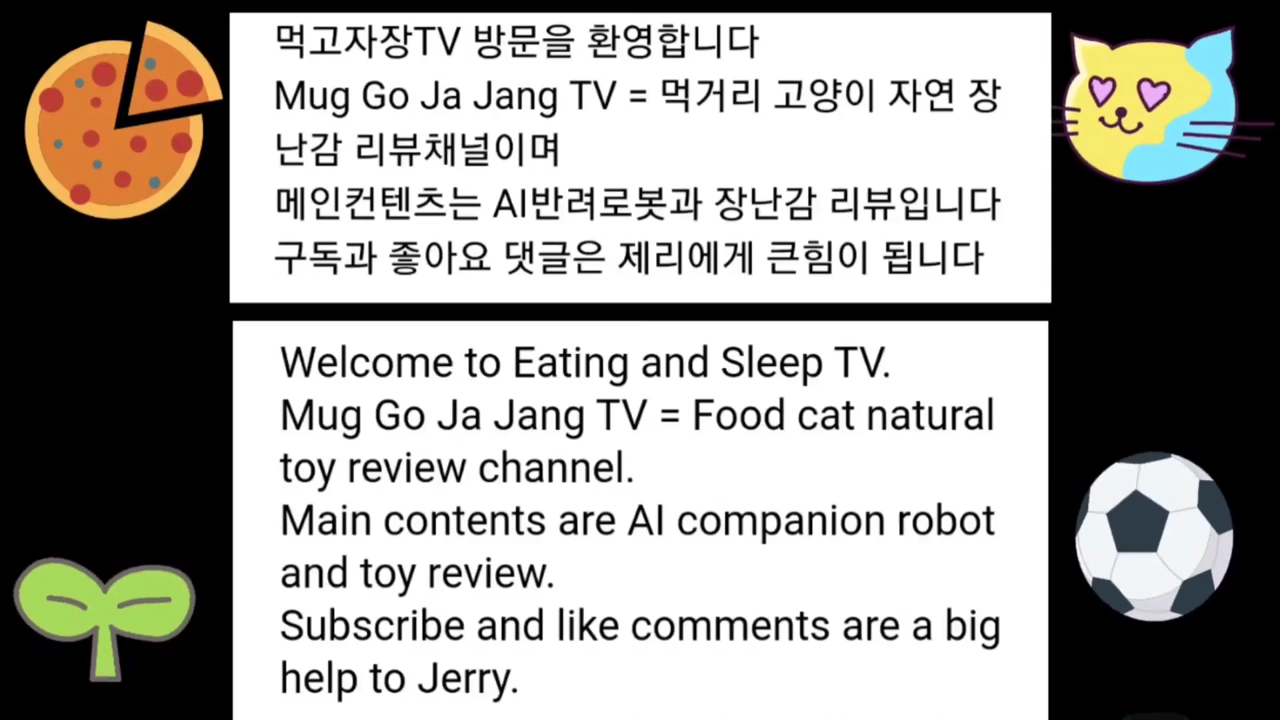 먹고자장TV 방문을 환영합니다
Mug Go Ja Jang TV = 먹거리 고양이 자연 장
난감 리뷰채널이며
메인컨텐츠는 AI반려로봇과 장난감 리뷰입니다
구독과 좋아요 댓글은 제리에게 큰힘이 됩니다
Welcome to Eating and Sleep TV.
Mug Go Ja Jang TV = Food cat natural
toy review channel.
Main contents are AI companion robot
and toy review.
Subscribe and like comments are a big
help to Jerry.